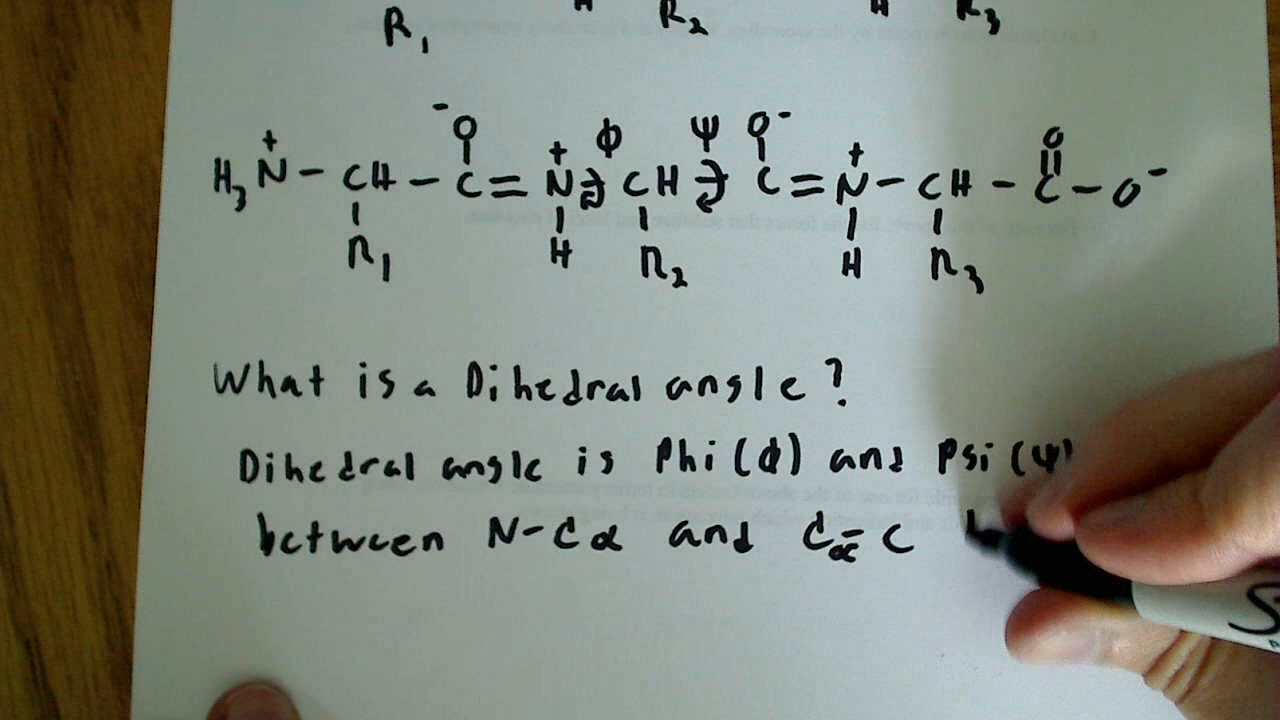 R1 H R2 H R3
- O + Φ Ψ O- + O
H3N+ - CH - C = N CH C = N - CH - C - O-
R1 H R2 H R3
What is a Dihedral angle?
Dihedral angle is Phi (Φ) and Psi (Ψ)
between N-Cα and Cα-C
S